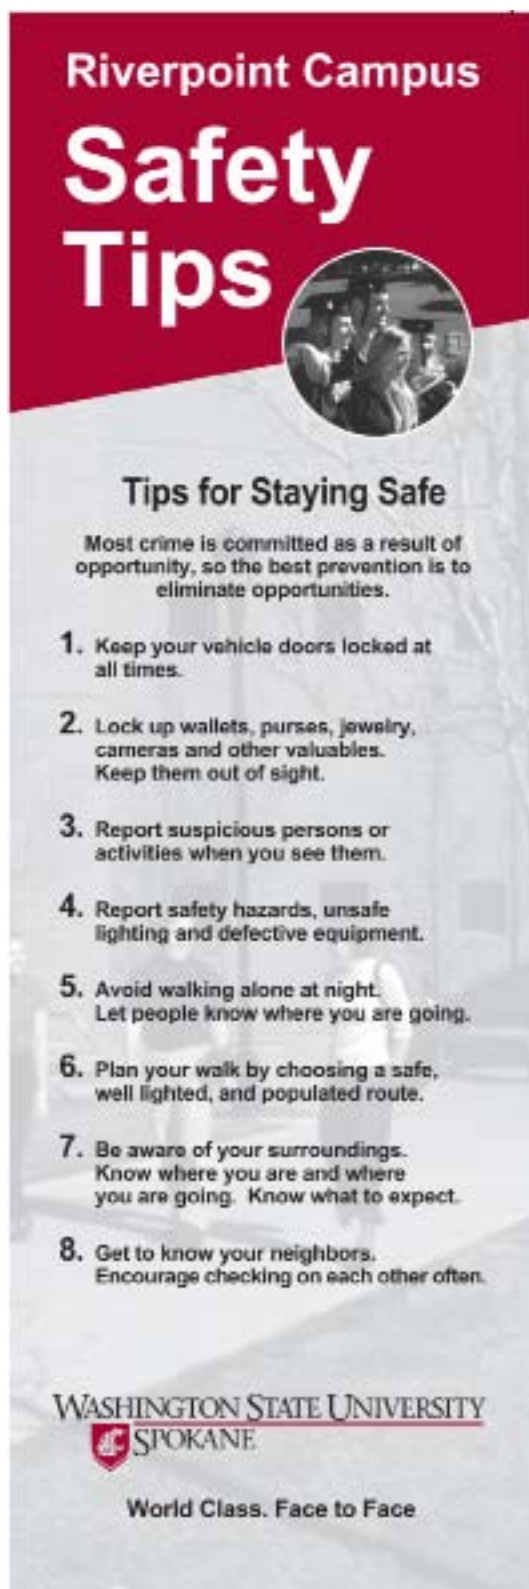 Riverpoint Campus
Safety
Tips
Tips for Staying Safe
Most crime is committed as a result of
opportunity, so the best prevention is to
eliminate opportunities.
1. Keep your vehicle doors locked at
all times.
2. Lock up wallets, purses, jewelry,
cameras and other valuables.
Keep them out of sight.
3. Report suspicious persons or
activities when you see them.
4. Report safety hazards, unsafe
lighting and defective equipment.
5. Avoid walking alone at night.
Let people know where you are going.
6. Plan your walk by choosing a safe,
well lighted, and populated route.
7. Be aware of your surroundings.
Know where you are and where
you are going. Know what to expect.
8. Get to know your neighbors.
Encourage checking on each other often.
WASHINGTON STATE UNIVERSITY
SPOKANE
World Class. Face to Face